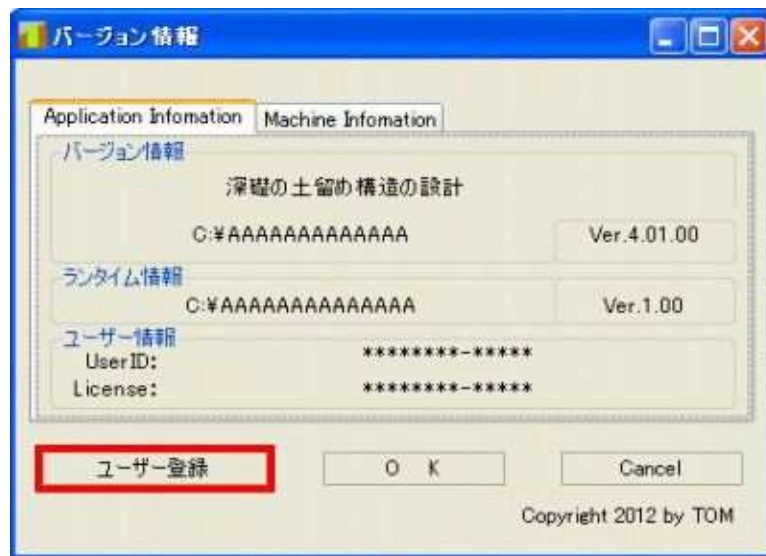 バージョン情報
Application Infomation Machine Infomation
バージョン情報
深礎の土留め構造の設計
C:¥AAAAAAAAAAAAA Ver.4.01.00
ランタイム情報
C:¥AAAAAAAAAAAAAA Ver.1.00
ユーザー情報
UserID: ********-*****
License: ********-*****
ユーザー登録 O K Cancel
Copyright 2012 by TOM